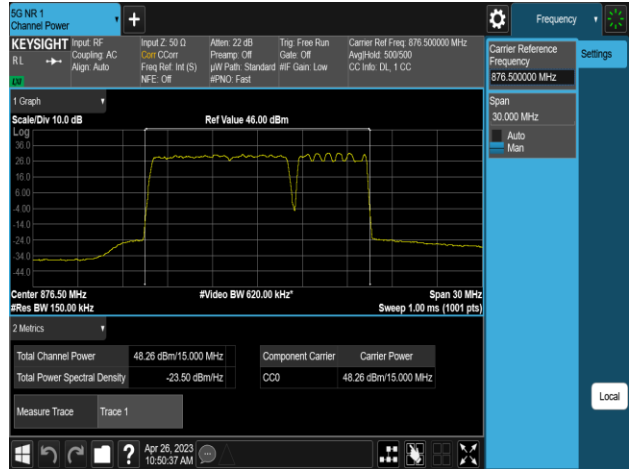 5G NR 1
Channel Power
+
Frequency
KEYSIGHT
RL
LXI
Input: RF
Coupling: AC
Align: Auto
Input Z: 50 Ω
Corr CCorr
Freq Ref: Int (S)
NFE: Off
Atten: 22 dB
Preamp: Off
µW Path: Standard
#PNO: Fast
Trig: Free Run
Gate: Off
#IF Gain: Low
Carrier Ref Freq: 876.500000 MHz
Avg|Hold: 500/500
CC Info: DL, 1 CC
Carrier Reference
Frequency
876.500000 MHz
Settings
Span
30.000 MHz
Auto
Man
1 Graph
Scale/Div 10.0 dB
Ref Value 46.00 dBm
Log
36.0
26.0
16.0
6.00
-4.00
-14.0
-24.0
-34.0
-44.0
Center 876.50 MHz
#Video BW 620.00 kHz*
Span 30 MHz
#Res BW 150.00 kHz
Sweep 1.00 ms (1001 pts)
2 Metrics
Total Channel Power 48.26 dBm/15.000 MHz
Total Power Spectral Density -23.50 dBm/Hz
Component Carrier Carrier Power
CC0 48.26 dBm/15.000 MHz
Measure Trace Trace 1
Local
?
Apr 26, 2023
10:50:37 AM